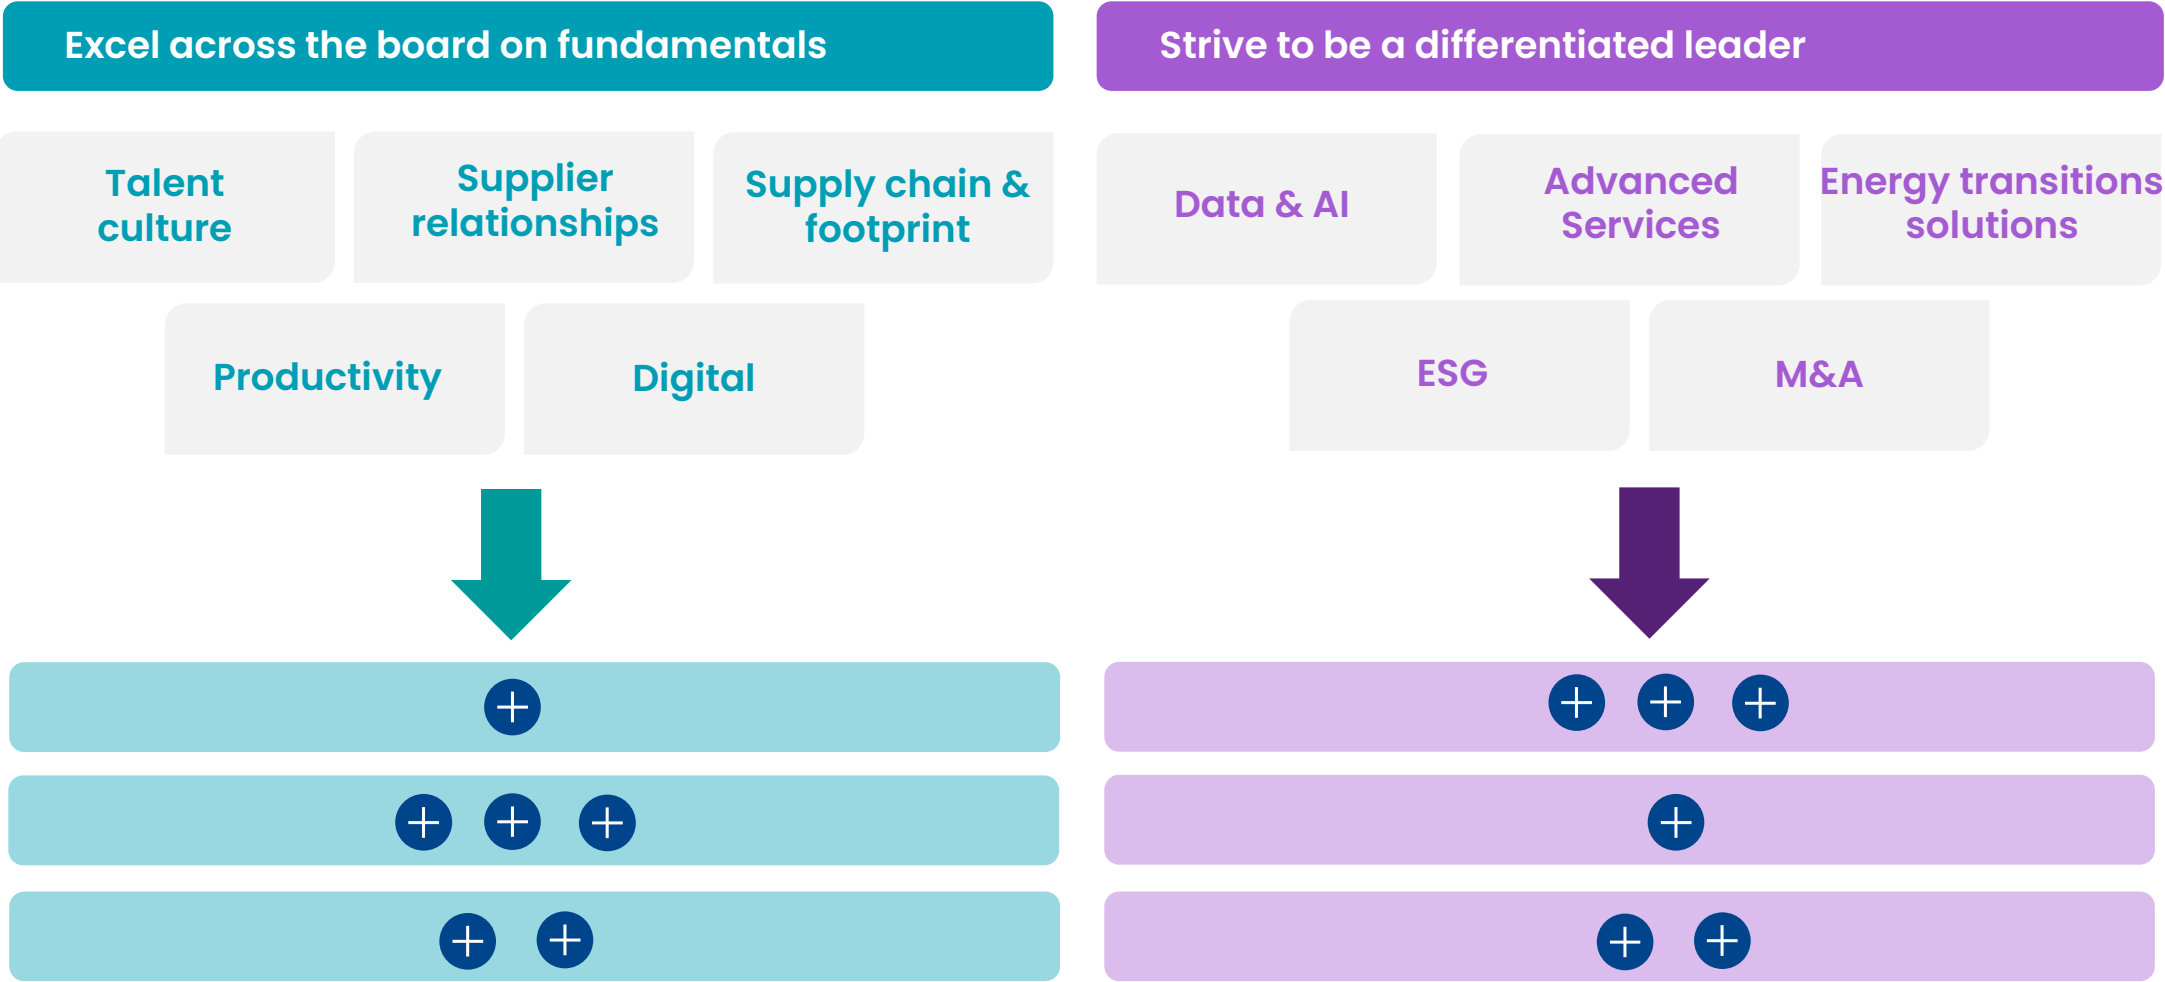 Excel across the board on fundamentals
Strive to be a differentiated leader
Talent
culture
Supplier
relationships
Supply chain &
footprint
Productivity
Digital
Data & AI
Advanced
Services
Energy transitions
solutions
ESG
M&A